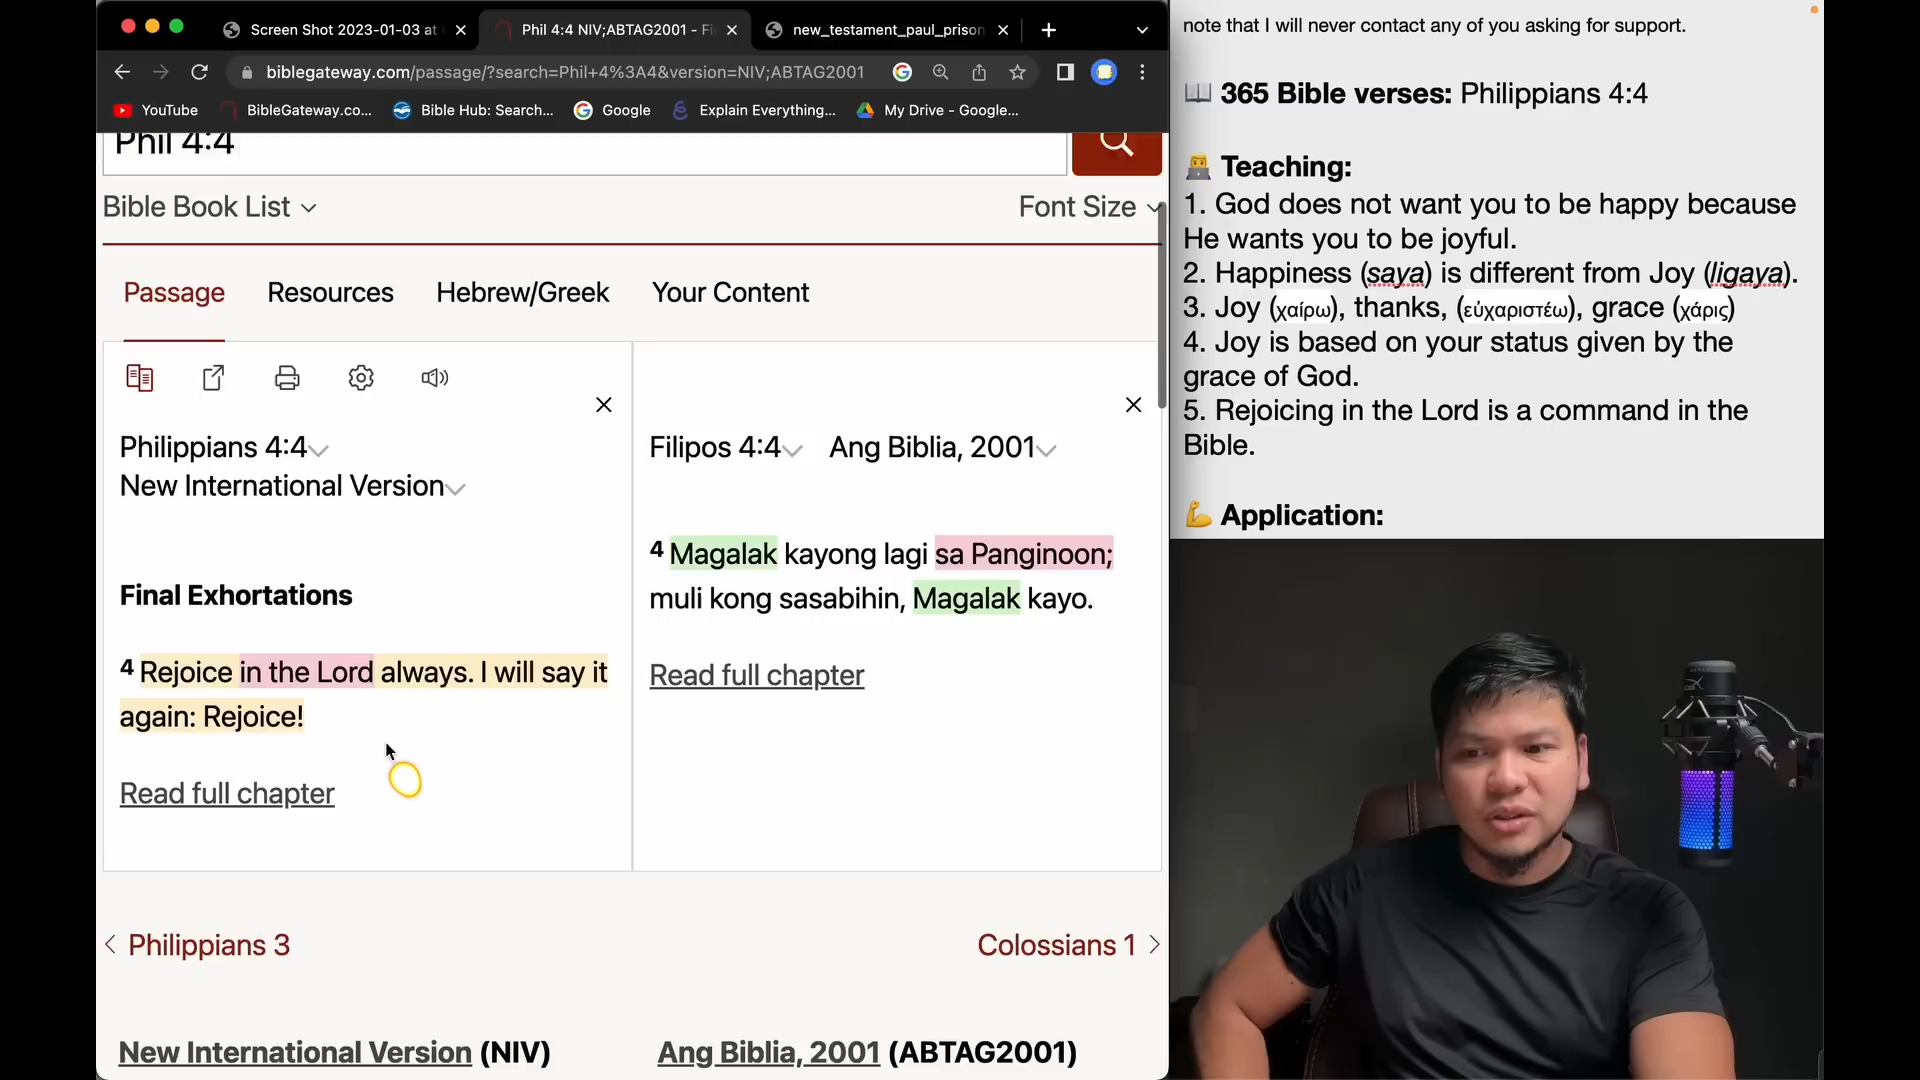 Screen Shot 2023-01-03 at
Phil 4:4 NIV;ABTAG2001 - Fi
new_testament_paul_prison
biblegateway.com/passage/?search=Phil+4%3A4&version=NIV;ABTAG2001
YouTube
BibleGateway.co...
Bible Hub: Search...
Google
Explain Everything...
My Drive - Google...
Phil 4:4
Bible Book List
Font Size
Passage
Resources
Hebrew/Greek
Your Content
Philippians 4:4
New International Version
Final Exhortations
4 Rejoice in the Lord always. I will say it
again: Rejoice!
Read full chapter
Filipos 4:4
Ang Biblia, 2001
4 Magalak kayong lagi sa Panginoon;
muli kong sasabihin, Magalak kayo.
Read full chapter
Philippians 3
Colossians 1
New International Version (NIV)
Ang Biblia, 2001 (ABTAG2001)
note that I will never contact any of you asking for support.
365 Bible verses: Philippians 4:4
Teaching:
1. God does not want you to be happy because
He wants you to be joyful.
2. Happiness (saya) is different from Joy (ligaya).
3. Joy (χαίρω), thanks, (εὐχαριστέω), grace (χάρις)
4. Joy is based on your status given by the
grace of God.
5. Rejoicing in the Lord is a command in the
Bible.
Application: